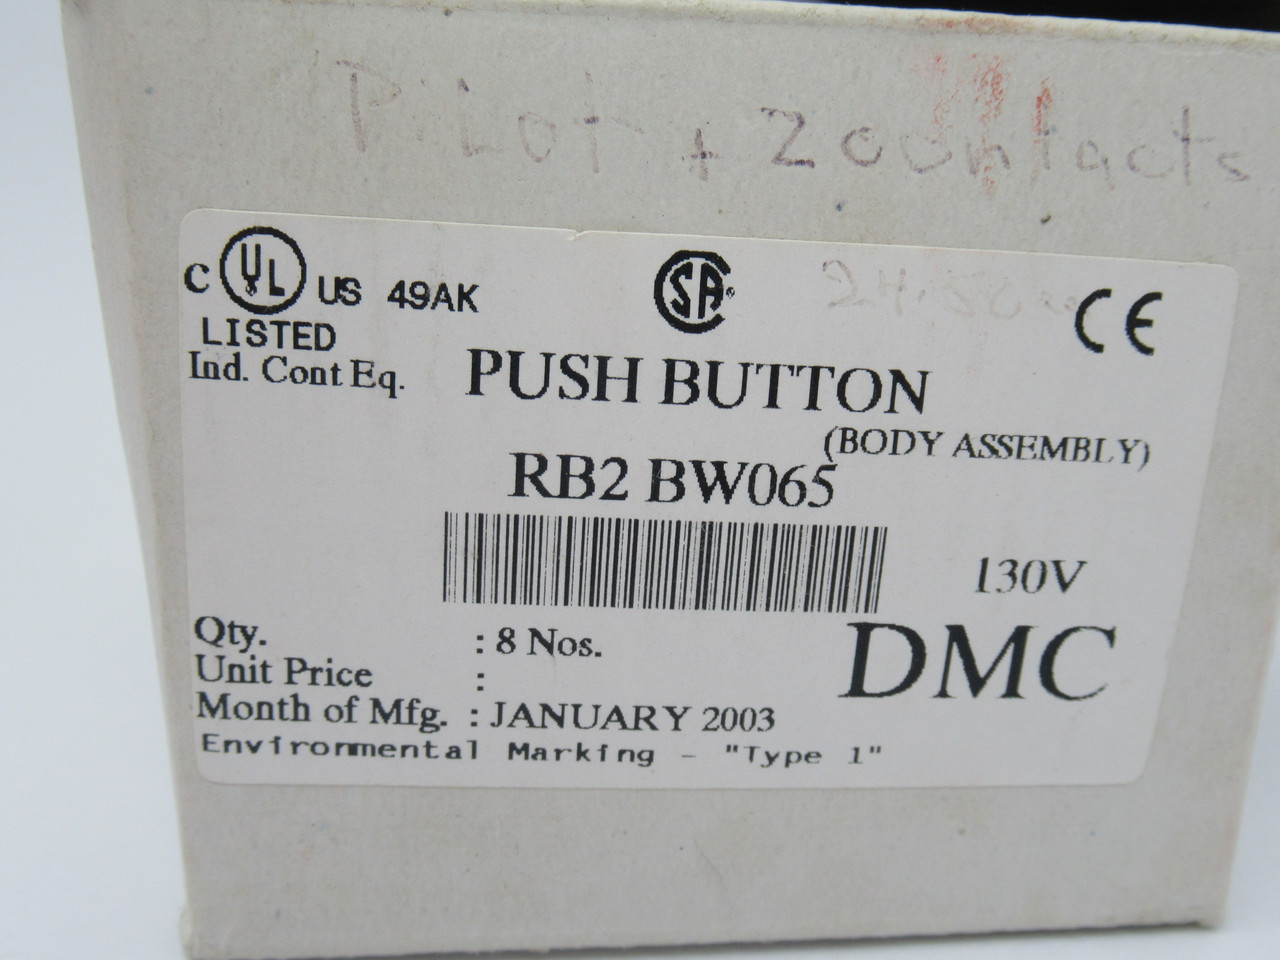 Pilot + 2 contacts
C UL US 49AK
LISTED
Ind. Cont Eq.
SA
CE
PUSH BUTTON
(BODY ASSEMBLY)
RB2 BW065
130V
Qty. : 8 Nos.
Unit Price :
DMC
Month of Mfg. : JANUARY 2003
Environmental Marking - "Type 1"